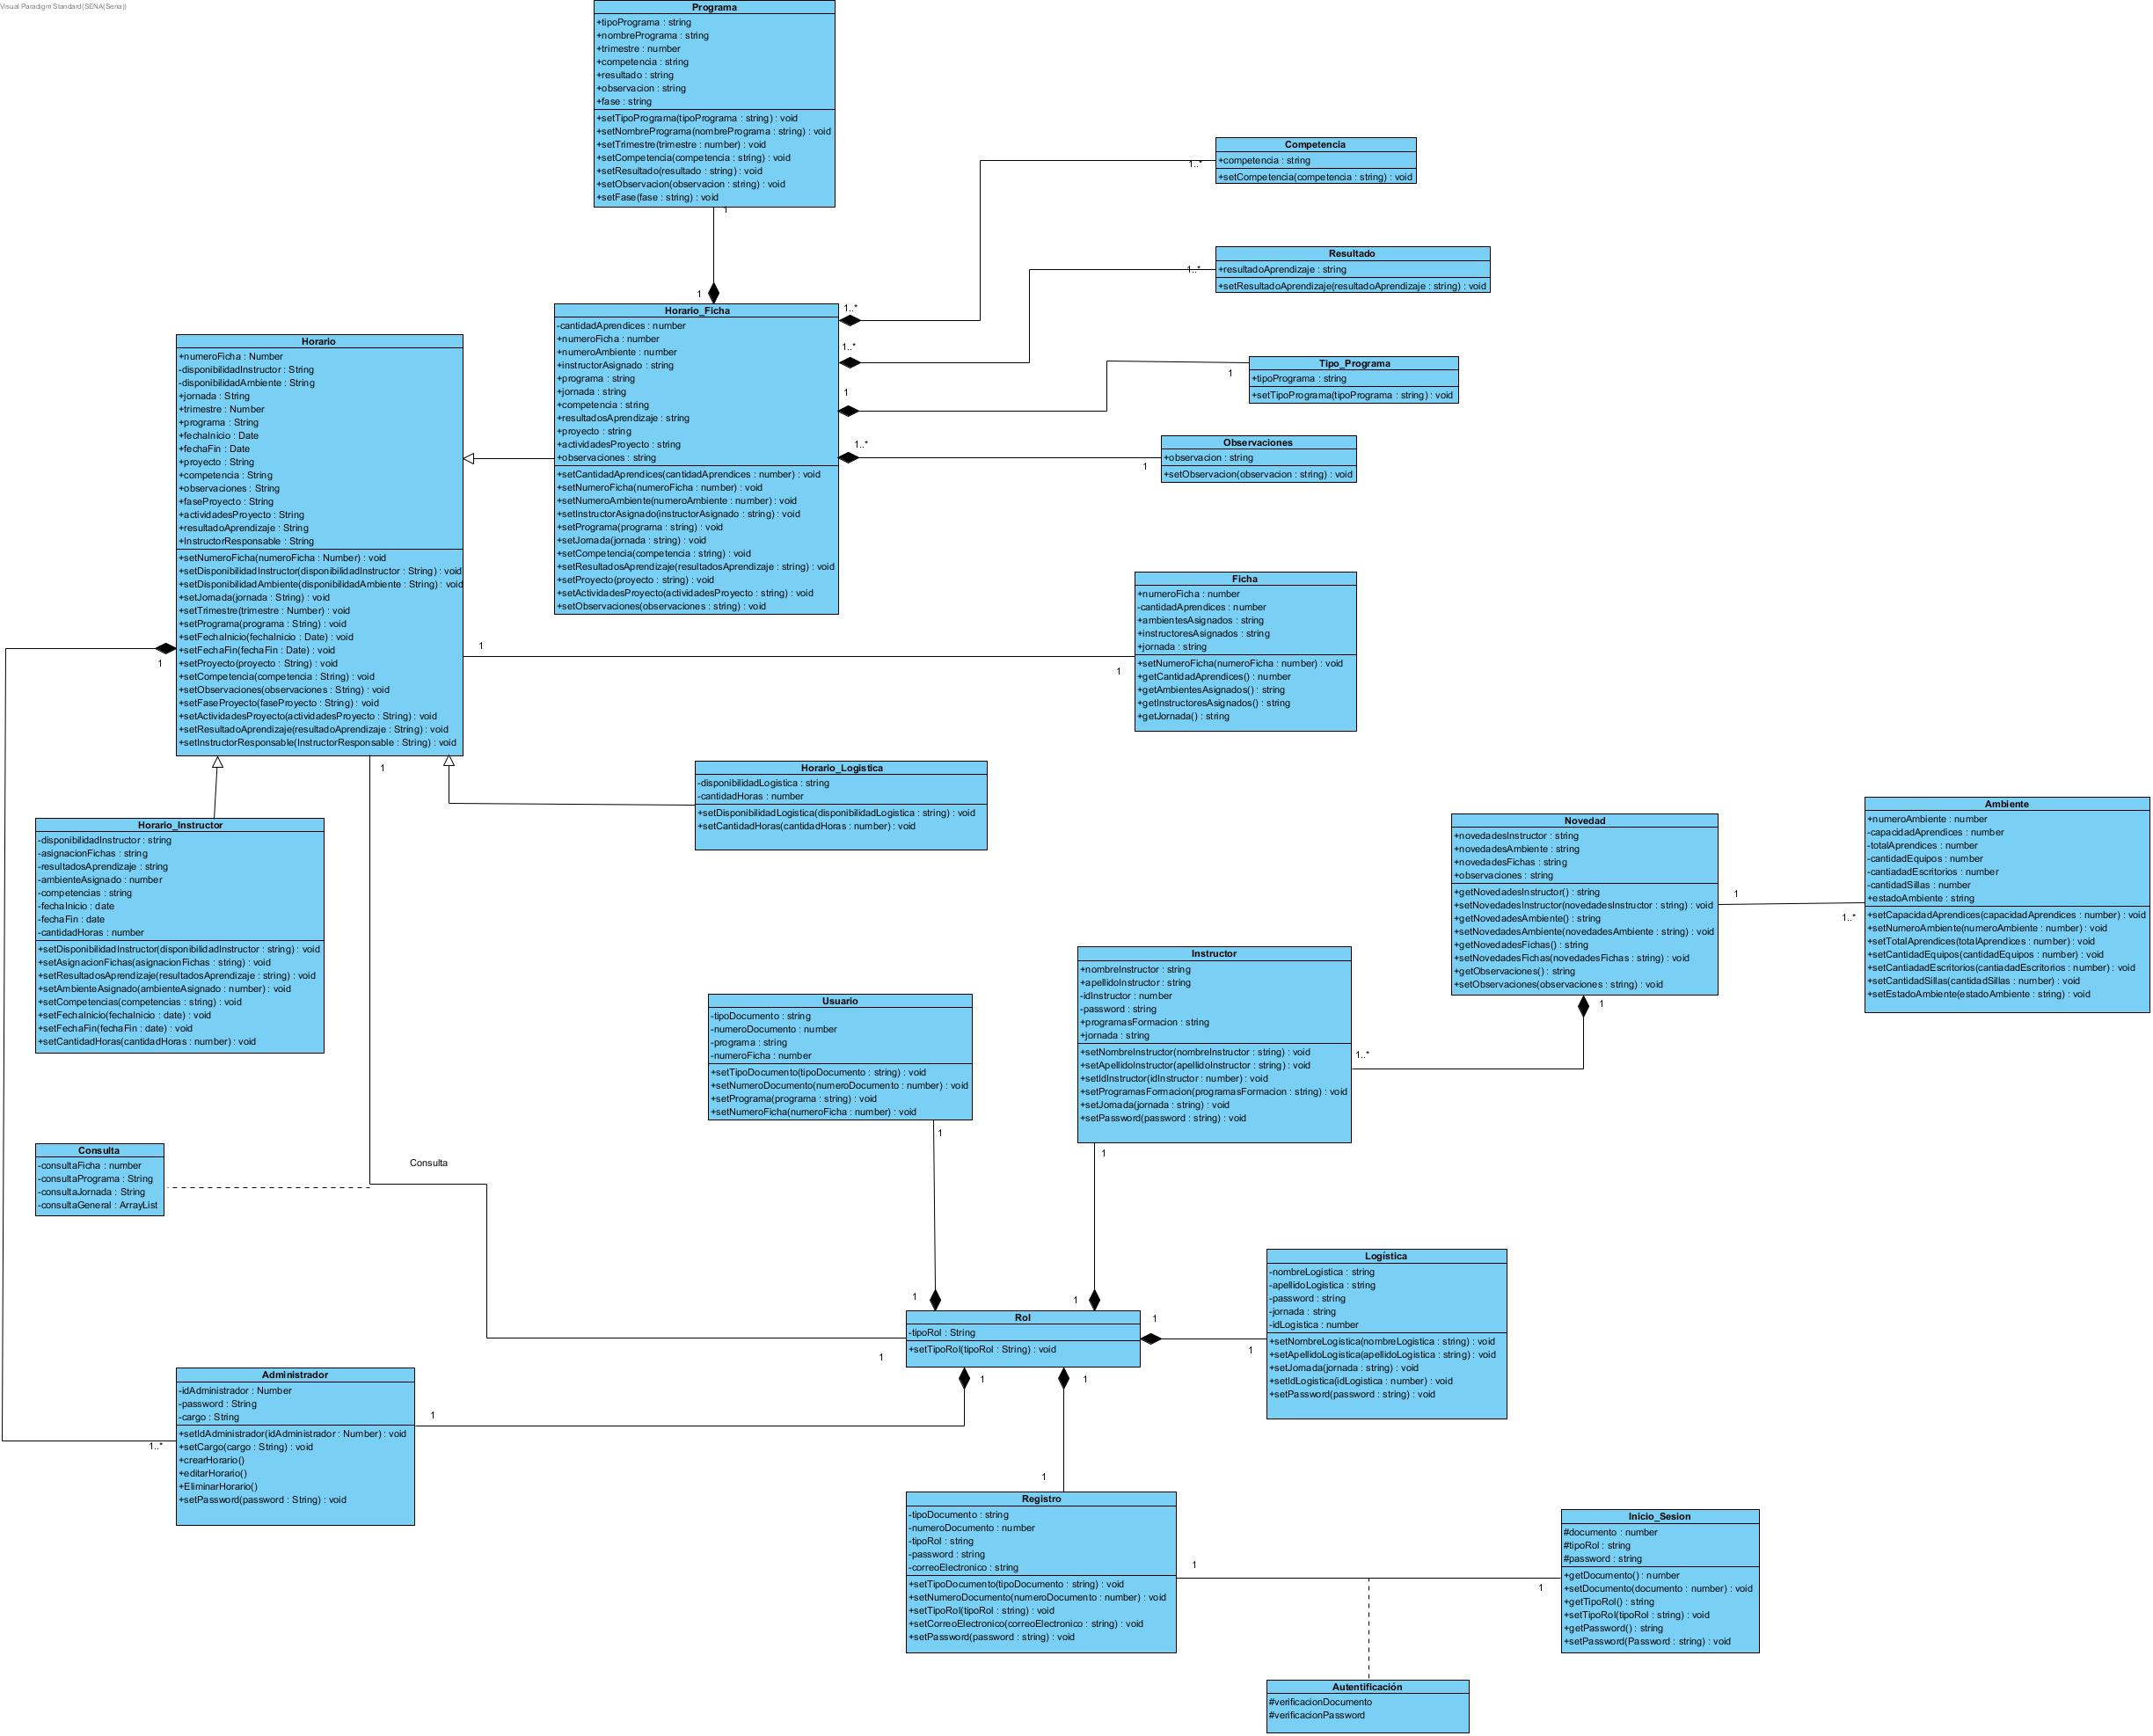 Visual Paradigm Standard(SENA(Sena))
Programa
+tipoPrograma : string
+nombrePrograma : string
+trimestre : number
+competencia : string
+resultado : string
+observacion : string
+fase : string
+setTipoPrograma(tipoPrograma : string) : void
+setNombrePrograma(nombrePrograma : string) : void
+setTrimestre(trimestre : number) : void
+setCompetencia(competencia : string) : void
+setResultado(resultado : string) : void
+setObservacion(observacion : string) : void
+setFase(fase : string) : void
1
1
Competencia
+competencia : string
+setCompetencia(competencia : string) : void
1..*
Resultado
+resultadoAprendizaje : string
+setResultadoAprendizaje(resultadoAprendizaje : string) : void
1..*
Tipo_Programa
+tipoPrograma : string
+setTipoPrograma(tipoPrograma : string) : void
1
Observaciones
+observacion : string
+setObservacion(observacion : string) : void
1
Horario_Ficha
-cantidadAprendices : number
+numeroFicha : number
+numeroAmbiente : number
+instructorAsignado : string
+programa : string
+jornada : string
+competencia : string
+resultadosAprendizaje : string
+proyecto : string
+actividadesProyecto : string
+observaciones : string
+setCantidadAprendices(cantidadAprendices : number) : void
+setNumeroFicha(numeroFicha : number) : void
+setNumeroAmbiente(numeroAmbiente : number) : void
+setInstructorAsignado(instructorAsignado : string) : void
+setPrograma(programa : string) : void
+setJornada(jornada : string) : void
+setCompetencia(competencia : string) : void
+setResultadosAprendizaje(resultadosAprendizaje : string) : void
+setProyecto(proyecto : string) : void
+setActividadesProyecto(actividadesProyecto : string) : void
+setObservaciones(observaciones : string) : void
1..*
1..*
1
1..*
Horario
+numeroFicha : Number
-disponibilidadInstructor : String
-disponibilidadAmbiente : String
+jornada : String
+trimestre : Number
+programa : String
+fechaInicio : Date
+fechaFin : Date
+proyecto : String
+competencia : String
+observaciones : String
+faseProyecto : String
+actividadesProyecto : String
+resultadoAprendizaje : String
+InstructorResponsable : String
+setNumeroFicha(numeroFicha : Number) : void
+setDisponibilidadInstructor(disponibilidadInstructor : String) : void
+setDisponibilidadAmbiente(disponibilidadAmbiente : String) : void
+setJornada(jornada : String) : void
+setTrimestre(trimestre : Number) : void
+setPrograma(programa : String) : void
+setFechaInicio(fechaInicio : Date) : void
+setFechaFin(fechaFin : Date) : void
+setProyecto(proyecto : String) : void
+setCompetencia(competencia : String) : void
+setObservaciones(observaciones : String) : void
+setFaseProyecto(faseProyecto : String) : void
+setActividadesProyecto(actividadesProyecto : String) : void
+setResultadoAprendizaje(resultadoAprendizaje : String) : void
+setInstructorResponsable(InstructorResponsable : String) : void
1
1
1
1
Ficha
+numeroFicha : number
-cantidadAprendices : number
+ambientesAsignados : string
+instructoresAsignados : string
+jornada : string
+setNumeroFicha(numeroFicha : number) : void
+getCantidadAprendices() : number
+getAmbientesAsignados() : string
+getInstructoresAsignados() : string
+getJornada() : string
Horario_Logistica
-disponibilidadLogistica : string
-cantidadHoras : number
+setDisponibilidadLogistica(disponibilidadLogistica : string) : void
+setCantidadHoras(cantidadHoras : number) : void
Horario_Instructor
-disponibilidadInstructor : string
-asignacionFichas : string
-resultadosAprendizaje : string
-ambienteAsignado : number
-competencias : string
-fechaInicio : date
-fechaFin : date
-cantidadHoras : number
+setDisponibilidadInstructor(disponibilidadInstructor : string) : void
+setAsignacionFichas(asignacionFichas : string) : void
+setResultadosAprendizaje(resultadosAprendizaje : string) : void
+setAmbienteAsignado(ambienteAsignado : number) : void
+setCompetencias(competencias : string) : void
+setFechaInicio(fechaInicio : date) : void
+setFechaFin(fechaFin : date) : void
+setCantidadHoras(cantidadHoras : number) : void
Novedad
+novedadesInstructor : string
+novedadesAmbiente : string
+novedadesFichas : string
+observaciones : string
+getNovedadesInstructor() : string
+setNovedadesInstructor(novedadesInstructor : string) : void
+getNovedadesAmbiente() : string
+setNovedadesAmbiente(novedadesAmbiente : string) : void
+getNovedadesFichas() : string
+setNovedadesFichas(novedadesFichas : string) : void
+getObservaciones() : string
+setObservaciones(observaciones : string) : void
1
1..*
1
Ambiente
+numeroAmbiente : number
-capacidadAprendices : number
-totalAprendices : number
-cantidadEquipos : number
-cantiadadEscritorios : number
-cantidadSillas : number
+estadoAmbiente : string
+setCapacidadAprendices(capacidadAprendices : number) : void
+setNumeroAmbiente(numeroAmbiente : number) : void
+setTotalAprendices(totalAprendices : number) : void
+setCantidadEquipos(cantidadEquipos : number) : void
+setCantiadadEscritorios(cantiadadEscritorios : number) : void
+setCantidadSillas(cantidadSillas : number) : void
+setEstadoAmbiente(estadoAmbiente : string) : void
Instructor
+nombreInstructor : string
+apellidoInstructor : string
-idInstructor : number
-password : string
+programasFormacion : string
+jornada : string
+setNombreInstructor(nombreInstructor : string) : void
+setApellidoInstructor(apellidoInstructor : string) : void
+setIdInstructor(idInstructor : number) : void
+setProgramasFormacion(programasFormacion : string) : void
+setJornada(jornada : string) : void
+setPassword(password : string) : void
1..*
1
Usuario
-tipoDocumento : string
-numeroDocumento : number
-programa : string
-numeroFicha : number
+setTipoDocumento(tipoDocumento : string) : void
+setNumeroDocumento(numeroDocumento : number) : void
+setPrograma(programa : string) : void
+setNumeroFicha(numeroFicha : number) : void
1
Consulta
-consultaFicha : number
-consultaPrograma : String
-consultaJornada : String
-consultaGeneral : ArrayList
Consulta
Logística
-nombreLogistica : string
-apellidoLogistica : string
-password : string
-jornada : string
-idLogistica : number
+setNombreLogistica(nombreLogistica : string) : void
+setApellidoLogistica(apellidoLogistica : string) : void
+setJornada(jornada : string) : void
+setIdLogistica(idLogistica : number) : void
+setPassword(password : string) : void
1
1
1
1
Rol
-tipoRol : String
+setTipoRol(tipoRol : String) : void
1
1
1
Administrador
-idAdministrador : Number
-password : String
-cargo : String
+setIdAdministrador(idAdministrador : Number) : void
+setCargo(cargo : String) : void
+crearHorario()
+editarHorario()
+EliminarHorario()
+setPassword(password : String) : void
1
1..*
1
Registro
-tipoDocumento : string
-numeroDocumento : number
-tipoRol : string
-password : string
-correoElectronico : string
+setTipoDocumento(tipoDocumento : string) : void
+setNumeroDocumento(numeroDocumento : number) : void
+setTipoRol(tipoRol : string) : void
+setCorreoElectronico(correoElectronico : string) : void
+setPassword(password : string) : void
1
1
Inicio_Sesion
#documento : number
#tipoRol : string
#password : string
+getDocumento() : number
+setDocumento(documento : number) : void
+getTipoRol() : string
+setTipoRol(tipoRol : string) : void
+getPassword() : string
+setPassword(Password : string) : void
Autentificación
#verificacionDocumento
#verificacionPassword